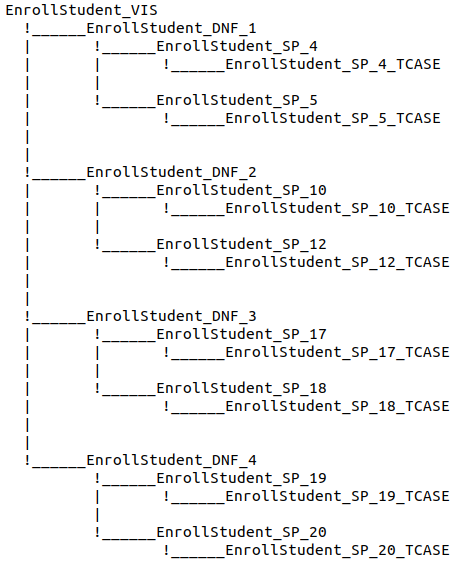 EnrollStudent_VIS
!______EnrollStudent_DNF_1
|       !______EnrollStudent_SP_4
|       |       !______EnrollStudent_SP_4_TCASE
|       |
|       !______EnrollStudent_SP_5
|               !______EnrollStudent_SP_5_TCASE
|
|
!______EnrollStudent_DNF_2
|       !______EnrollStudent_SP_10
|       |       !______EnrollStudent_SP_10_TCASE
|       |
|       !______EnrollStudent_SP_12
|               !______EnrollStudent_SP_12_TCASE
|
|
!______EnrollStudent_DNF_3
|       !______EnrollStudent_SP_17
|       |       !______EnrollStudent_SP_17_TCASE
|       |
|       !______EnrollStudent_SP_18
|               !______EnrollStudent_SP_18_TCASE
|
|
!______EnrollStudent_DNF_4
        !______EnrollStudent_SP_19
        |       !______EnrollStudent_SP_19_TCASE
        |
        !______EnrollStudent_SP_20
                !______EnrollStudent_SP_20_TCASE